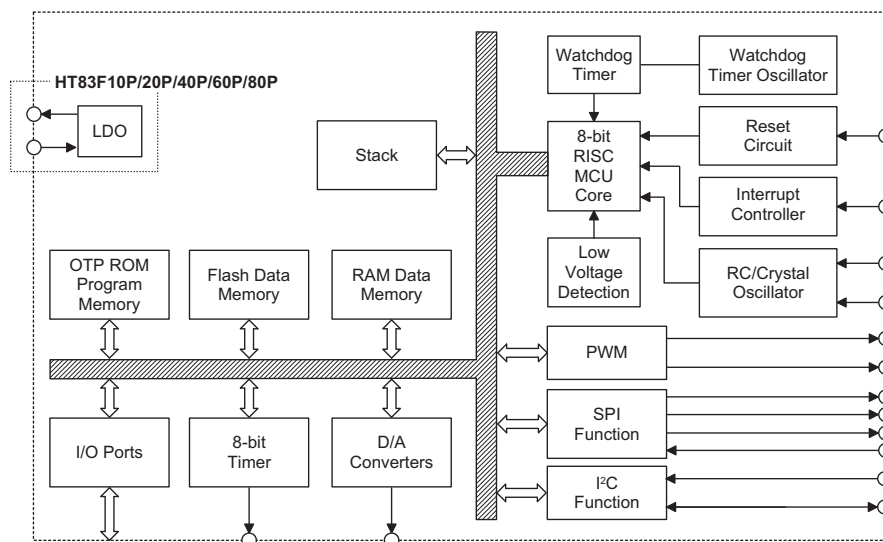 HT83F10P/20P/40P/60P/80P
LDO
Stack
Watchdog
Timer
Watchdog
Timer Oscillator
8-bit
RISC
MCU
Core
Reset
Circuit
Interrupt
Controller
Low
Voltage
Detection
RC/Crystal
Oscillator
OTP ROM
Program
Memory
Flash Data
Memory
RAM Data
Memory
PWM
I/O Ports
8-bit
Timer
D/A
Converters
SPI
Function
I²C
Function